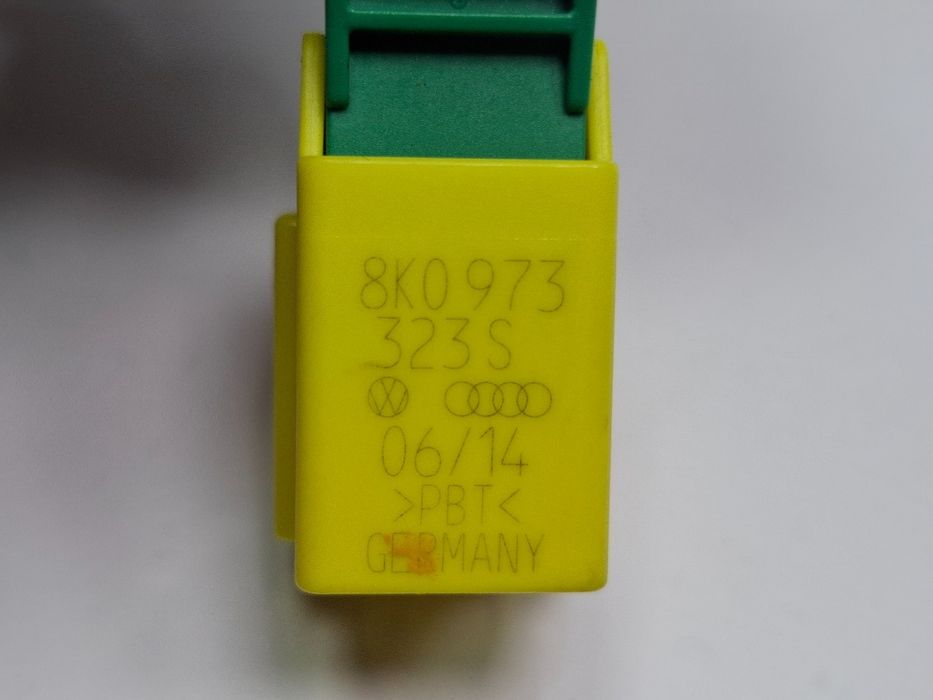 8K0 973
323 S
06/14
>PBT<
GERMANY